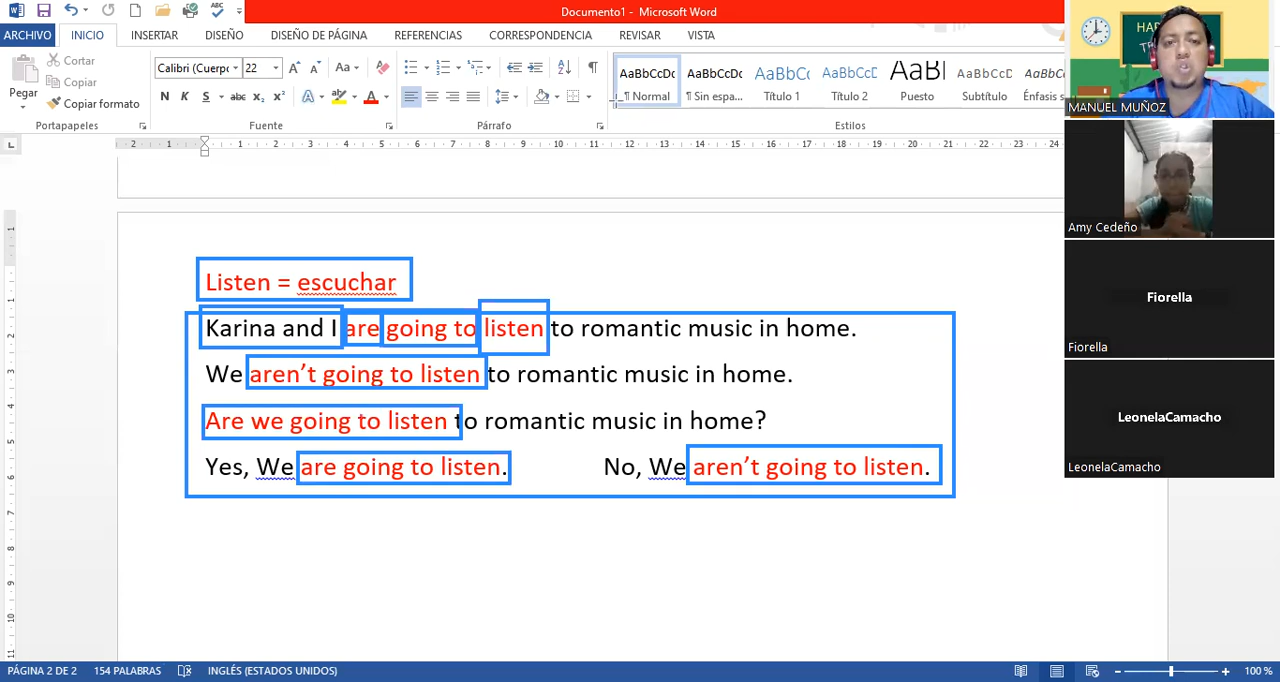 Documento1 - Microsoft Word
ARCHIVO INICIO INSERTAR DISEÑO DISEÑO DE PÁGINA REFERENC CORRESPONDENCIA REVISAR VISTA
Pegar
Cortar
Copiar
Copiar formato
Portapapeles
Calibri (Cuerpo 22
Fuente
Párrafo
AaBbCcDc AaBbCcDc AaBbCc AaBbCcD AaBl AaBbCcD AaBbCcD
¶ Normal ¶ Sin espa... Título 1 Título 2 Puesto Subtítulo Énfasis s
Estilos
MANUEL MUÑOZ
Amy Cedeño
Fiorella
Fiorella
LeonelaCamacho
LeonelaCamacho
Listen = escuchar
Karina and I are going to listen to romantic music in home.
We aren’t going to listen to romantic music in home.
Are we going to listen to romantic music in home?
Yes, We are going to listen. No, We aren’t going to listen.
PÁGINA 2 DE 2 154 PALABRAS INGLÉS (ESTADOS UNIDOS) 100 %